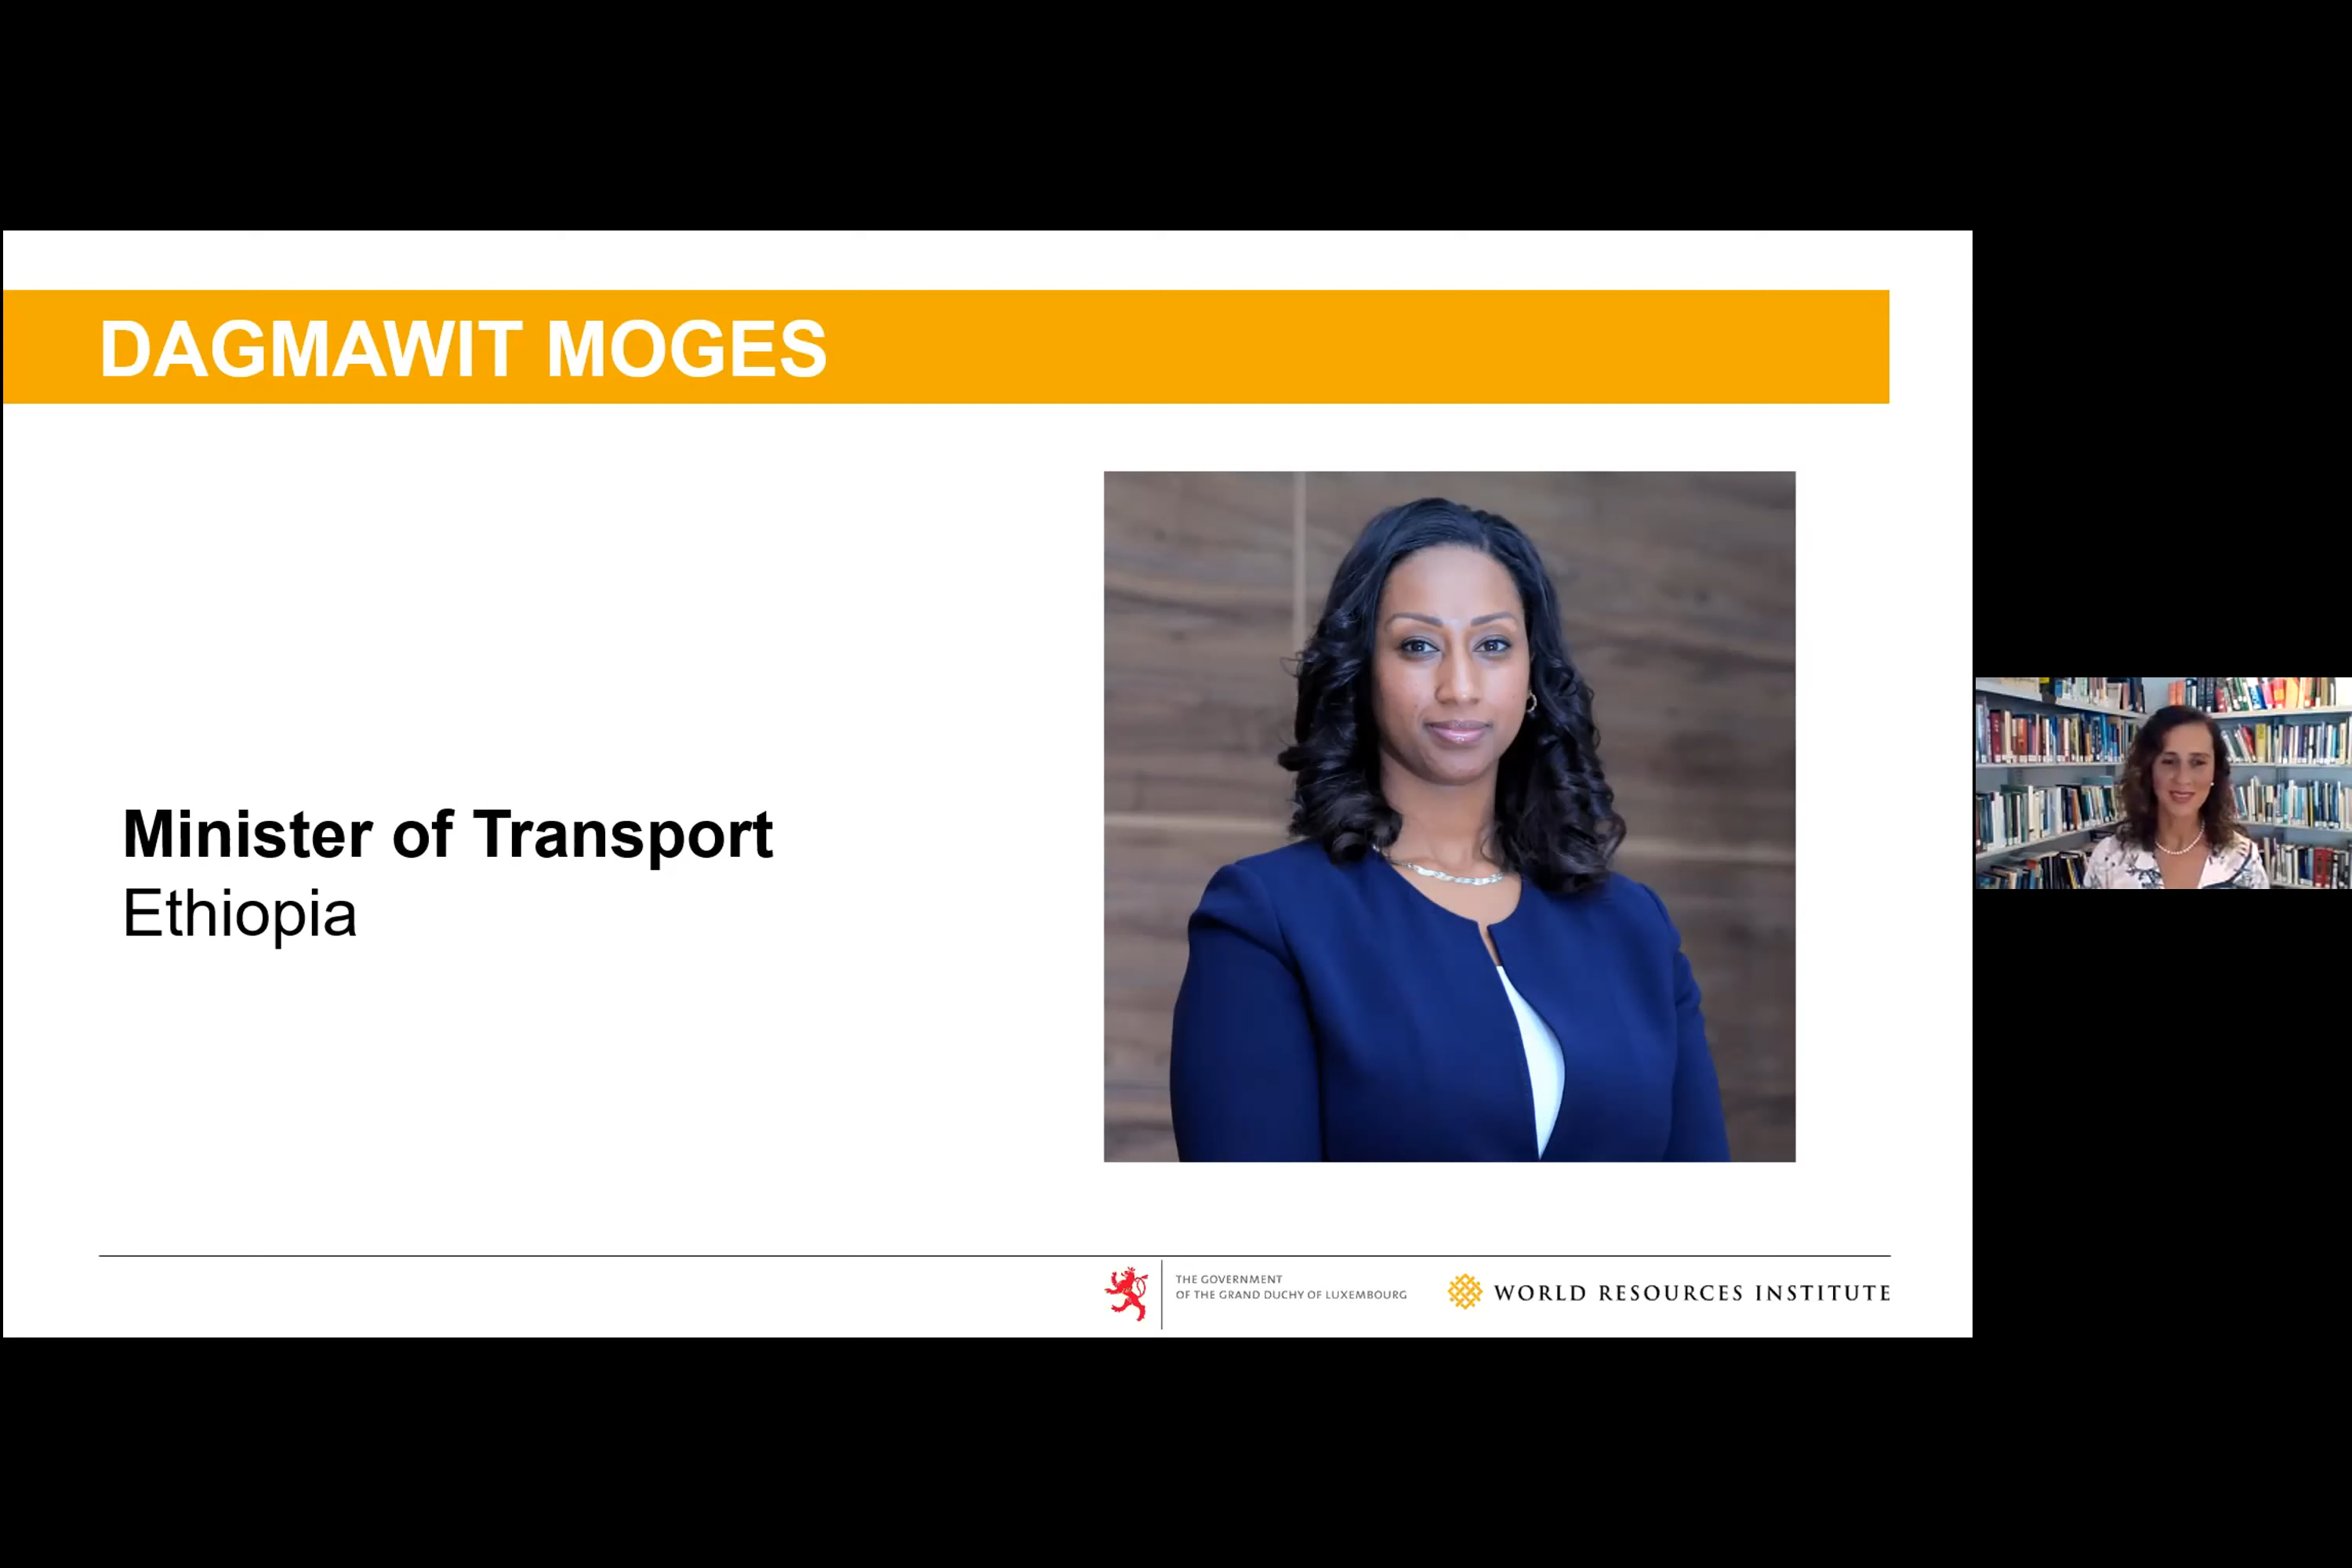 DAGMAWIT MOGES
Minister of Transport
Ethiopia
THE GOVERNMENT
OF THE GRAND DUCHY OF LUXEMBOURG
WORLD RESOURCES INSTITUTE